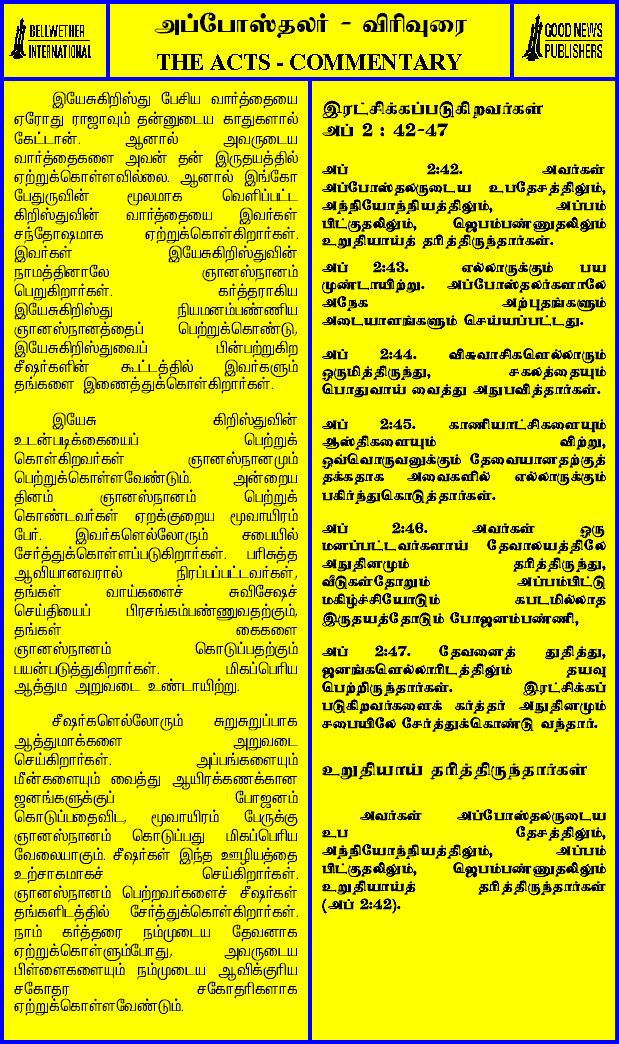 BELLWETHER
INTERNATIONAL
அப்போஸ்தலர் - விரிவுரை
THE ACTS - COMMENTARY
GOOD NEWS
PUBLISHERS
இயேசுகிறிஸ்து பேசிய வார்த்தையை
ஏரோது ராஜாவும் தன்னுடைய காதுகளால்
கேட்டான். ஆனால் அவருடைய
வார்த்தைகளை அவன் தன் இருதயத்தில்
ஏற்றுக்கொள்ளவில்லை. ஆனால் இங்கோ
பேதுருவின் மூலமாக வெளிப்பட்ட
கிறிஸ்துவின் வார்த்தையை இவர்கள்
சந்தோஷமாக ஏற்றுக்கொள்கிறார்கள்.
இவர்கள் இயேசுகிறிஸ்துவின்
நாமத்தினாலே ஞானஸ்நானம்
பெறுகிறார்கள். கர்த்தராகிய
இயேசுகிறிஸ்து நியமனம்பண்ணிய
ஞானஸ்நானத்தைப் பெற்றுக்கொண்டு,
இயேசுகிறிஸ்துவைப் பின்பற்றுகிற
சீஷர்களின் கூட்டத்தில் இவர்களும்
தங்களை இணைத்துக்கொள்கிறார்கள்.
இயேசு கிறிஸ்துவின்
உடன்படிக்கையைப் பெற்றுக்
கொள்கிறவர்கள் ஞானஸ்நானமும்
பெற்றுக்கொள்ளவேண்டும். அன்றைய
தினம் ஞானஸ்நானம் பெற்றுக்
கொண்டவர்கள் ஏறக்குறைய மூவாயிரம்
பேர். இவர்களெல்லோரும் சபையில்
சேர்த்துக்கொள்ளப்படுகிறார்கள். பரிசுத்த
ஆவியானவரால் நிரப்பப்பட்டவர்கள்,
தங்கள் வாய்களைச் சுவிசேஷச்
செய்தியைப் பிரசங்கம்பண்ணுவதற்கும்,
தங்கள் கைகளை
ஞானஸ்நானம் கொடுப்பதற்கும்
பயன்படுத்துகிறார்கள். மிகப்பெரிய
ஆத்தும அறுவடை உண்டாயிற்று.
சீஷர்களெல்லோரும் சுறுசுறுப்பாக
ஆத்துமாக்களை அறுவடை
செய்கிறார்கள். அப்பங்களையும்
மீன்களையும் வைத்து ஆயிரக்கணக்கான
ஜனங்களுக்குப் போஜனம்
கொடுப்பதைவிட, மூவாயிரம் பேருக்கு
ஞானஸ்நானம் கொடுப்பது மிகப்பெரிய
வேலையாகும். சீஷர்கள் இந்த ஊழியத்தை
உற்சாகமாகச் செய்கிறார்கள்.
ஞானஸ்நானம் பெற்றவர்களைச் சீஷர்கள்
தங்களிடத்தில் சேர்த்துக்கொள்கிறார்கள்.
நாம் கர்த்தரை நம்முடைய தேவனாக
ஏற்றுக்கொள்ளும்போது, அவருடைய
பிள்ளைகளையும் நம்முடைய ஆவிக்குரிய
சகோதர சகோதரிகளாக
ஏற்றுக்கொள்ளவேண்டும்.
இரட்சிக்கப்படுகிறவர்கள்
அப் 2 : 42-47
அப் 2:42. அவர்கள்
அப்போஸ்தலருடைய உபதேசத்திலும்,
அந்நியோந்நியத்திலும், அப்பம்
பிட்குதலிலும், ஜெபம்பண்ணுதலிலும்
உறுதியாய்த் தரித்திருந்தார்கள்.
அப் 2:43. எல்லாருக்கும் பய
முண்டாயிற்று. அப்போஸ்தலர்களாலே
அநேக அற்புதங்களும்
அடையாளங்களும் செய்யப்பட்டது.
அப் 2:44. விசுவாசிகளெல்லாரும்
ஒருமித்திருந்து, சகலத்தையும்
பொதுவாய் வைத்து அநுபவித்தார்கள்.
அப் 2:45. காணியாட்சிகளையும்
ஆஸ்திகளையும் விற்று,
ஒவ்வொருவனுக்கும் தேவையானதற்குத்
தக்கதாக அவைகளில் எல்லாருக்கும்
பகிர்ந்துகொடுத்தார்கள்.
அப் 2:46. அவர்கள் ஒரு
மனப்பட்டவர்களாய் தேவாலயத்திலே
அநுதினமும் தரித்திருந்து,
வீடுகள்தோறும் அப்பம்பிட்டு
மகிழ்ச்சியோடும் கபடமில்லாத
இருதயத்தோடும் போஜனம்பண்ணி,
அப் 2:47. தேவனைத் துதித்து,
ஜனங்களெல்லாரிடத்திலும் தயவு
பெற்றிருந்தார்கள். இரட்சிக்கப்
படுகிறவர்களைக் கர்த்தர் அநுதினமும்
சபையிலே சேர்த்துக்கொண்டு வந்தார்.
உறுதியாய் தரித்திருந்தார்கள்
அவர்கள் அப்போஸ்தலருடைய
உப தேசத்திலும்,
அந்நியோந்நியத்திலும், அப்பம்
பிட்குதலிலும், ஜெபம்பண்ணுதலிலும்
உறுதியாய்த் தரித்திருந்தார்கள்
(அப் 2:42).